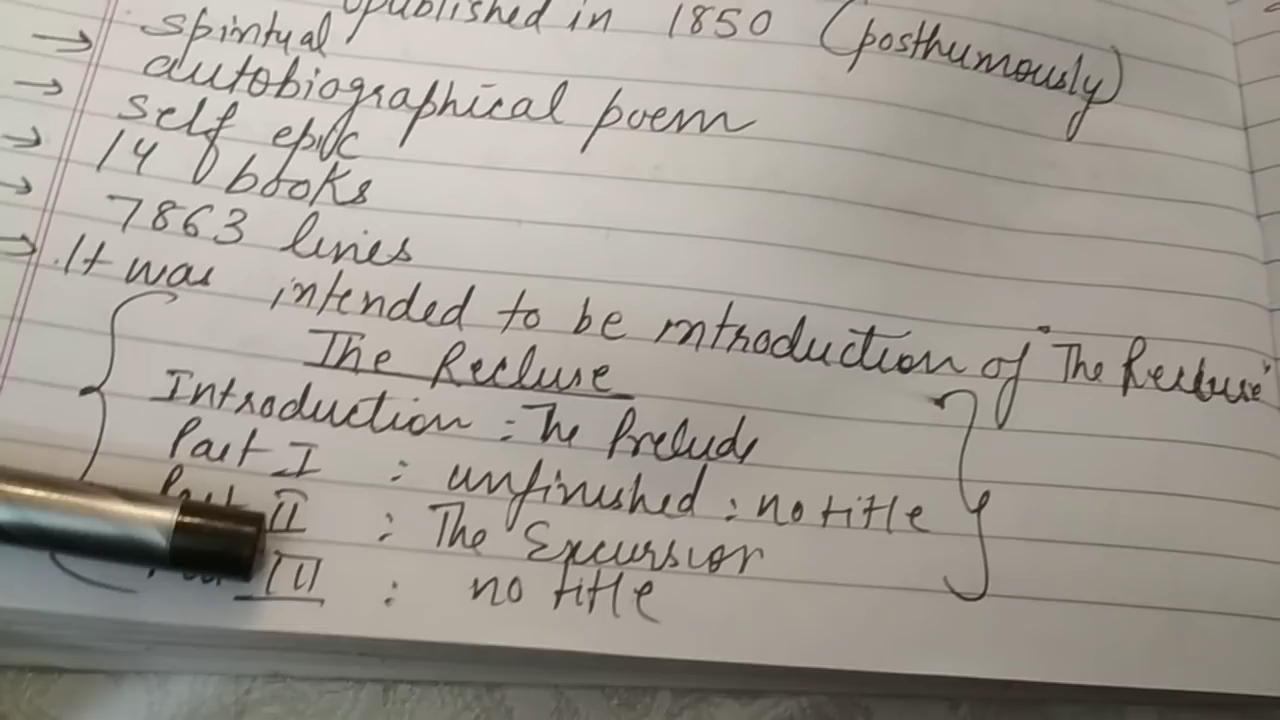 published in 1850 (posthumously)
→ spiritual
autobiographical poem
→ self epic
→ 14 books
→ 7863 lines
→ It was intended to be introduction of "The Recluse"
The Recluse
Introduction : The Prelude
Part I : unfinished : no title
Part II : The Excursion
III : no title